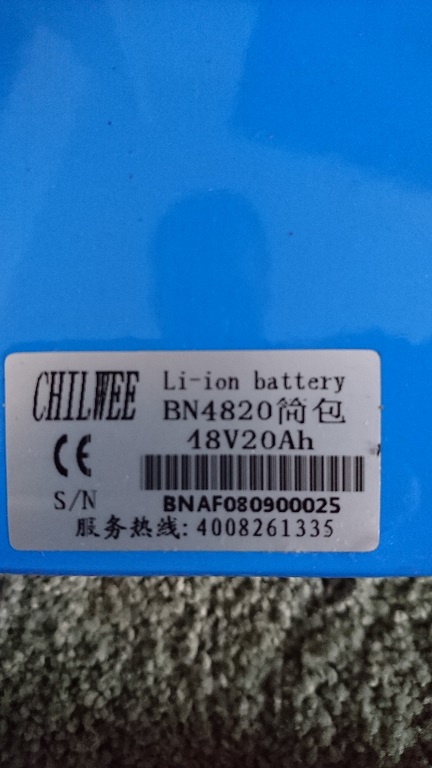 CHILWEE
Li-ion battery
BN4820简包
48V20Ah
CE
S/N
BNAF080900025
服务热线: 4008261335